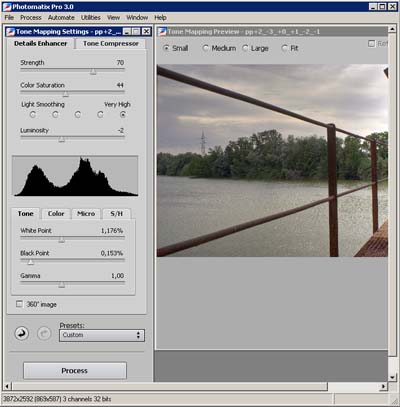 Photomatix Pro 3.0
File Process Automate Utilities View Window Help
Tone Mapping Settings - pp+2_...
Tone Mapping Preview - pp+2_-3_+0_+1_-2_-1
Details Enhancer Tone Compressor
Small Medium Large Fit
Strength 70
Color Saturation 44
Light Smoothing Very High
Luminosity -2
Tone Color Micro S/H
White Point 1,176%
Black Point 0,153%
Gamma 1,00
360° image
Presets:
Custom
Process
3872x2592 (869x587) 3 channels 32 bits